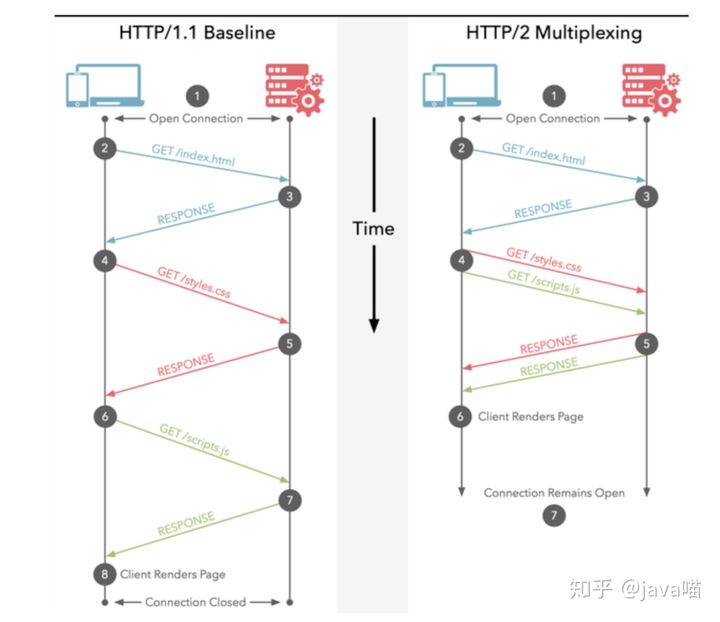 HTTP/1.1 Baseline
1
Open Connection
2
GET /index.html
3
RESPONSE
4
GET /styles.css
5
RESPONSE
6
GET /scripts.js
7
RESPONSE
8
Client Renders Page
Connection Closed
Time
HTTP/2 Multiplexing
1
Open Connection
2
GET /index.html
3
RESPONSE
4
GET /styles.css
GET /scripts.js
5
RESPONSE
RESPONSE
6
Client Renders Page
Connection Remains Open
7
知乎 @java喵